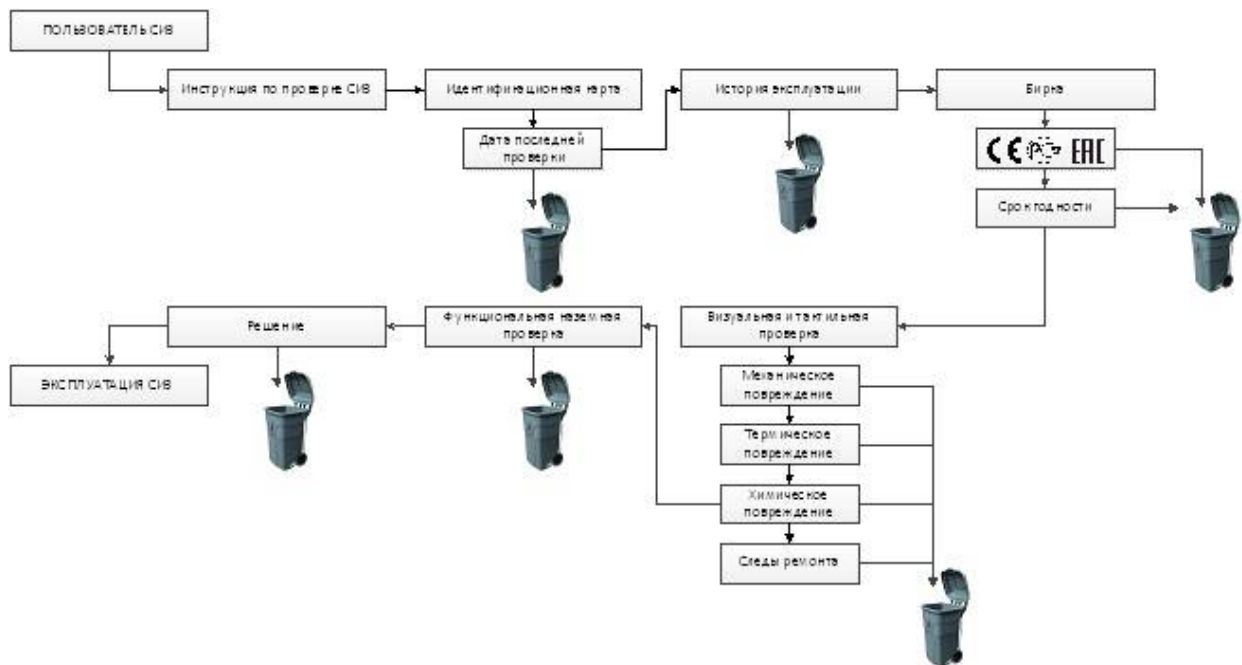 ПОЛЬЗОВАТЕЛЬ СИЗ
Инструкция по проверке СИЗ
Идентификационная карта
История эксплуатации
Бирка
Дата последней
проверки
CE
EAC
Срок годности
Решение
Функциональная наземная
проверка
Визуальная и тактильная
проверка
ЭКСПЛУАТАЦИЯ СИЗ
Механическое
повреждение
Термическое
повреждение
Химическое
повреждение
Следы ремонта